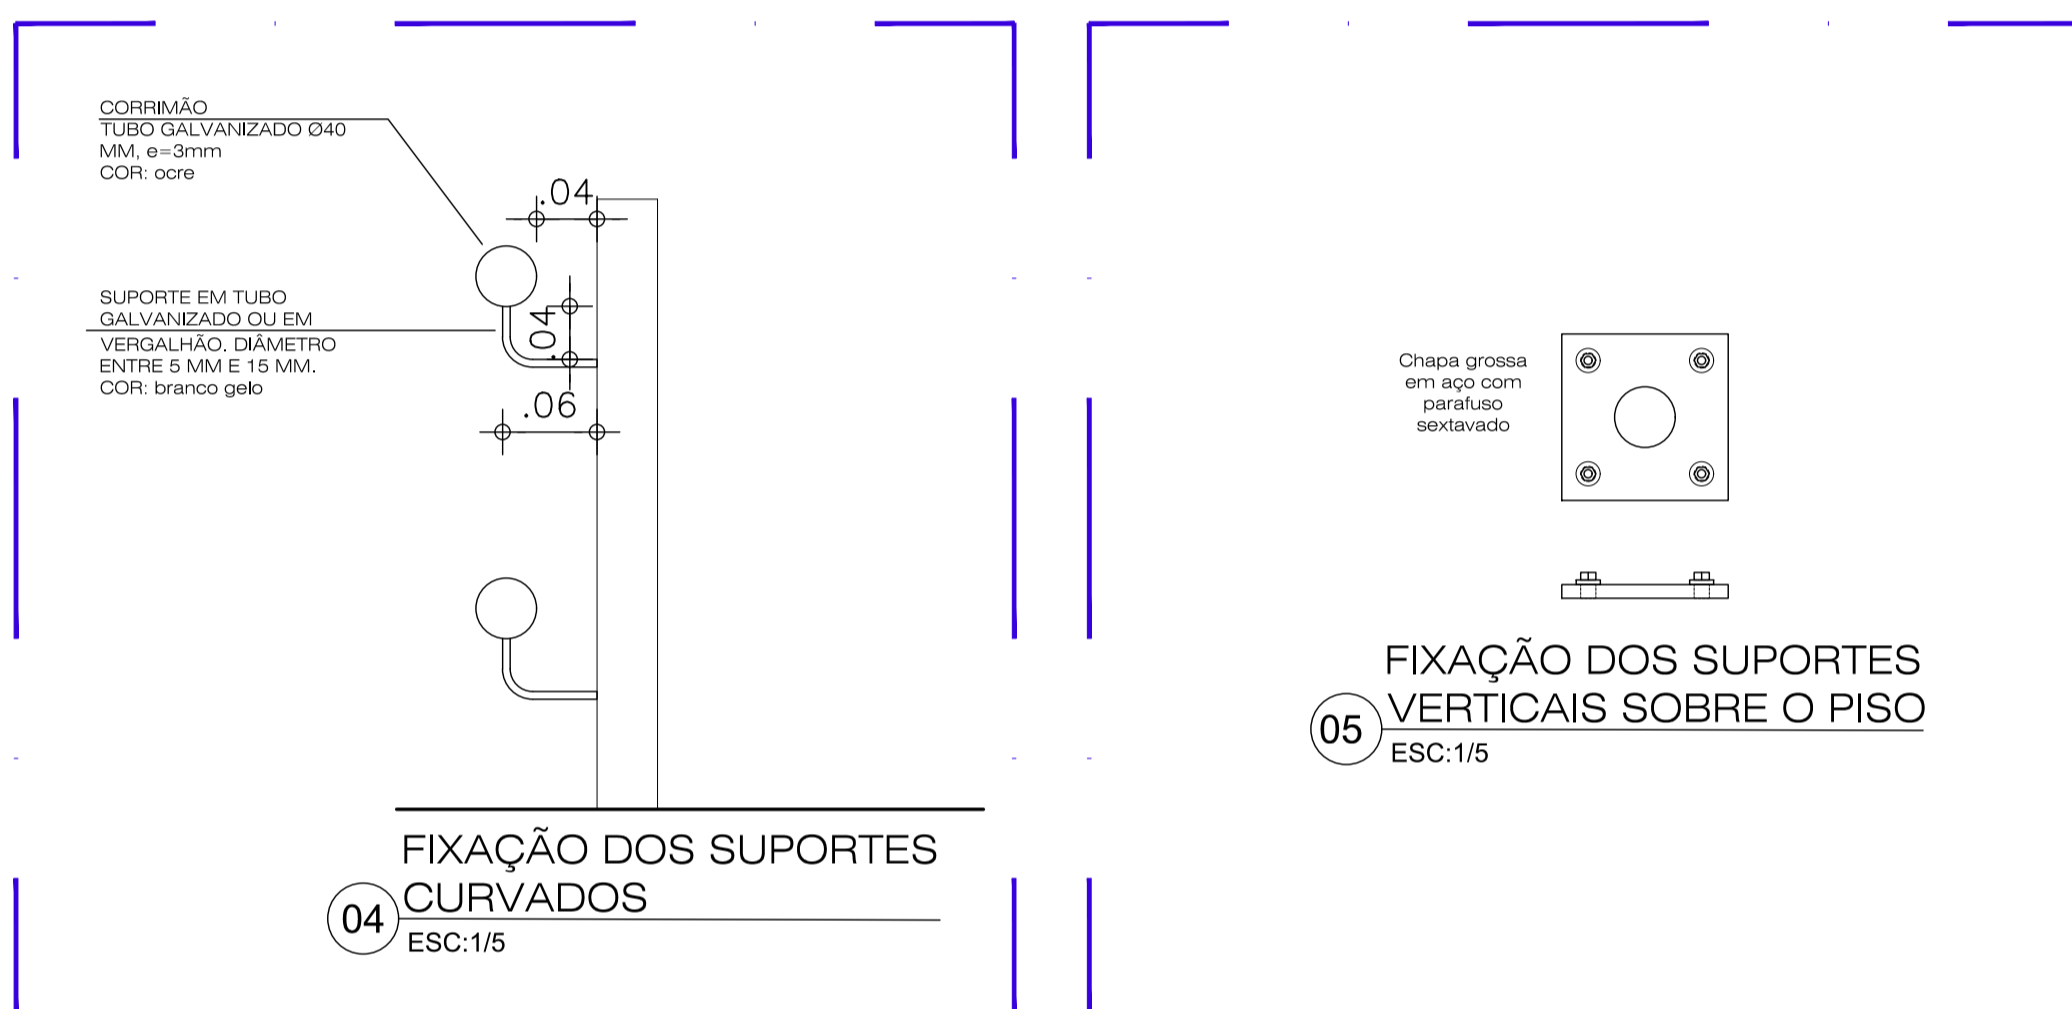 CORRIMÃO
TUBO GALVANIZADO Ø40
MM, e=3mm
COR: ocre
.04
SUPORTE EM TUBO
GALVANIZADO OU EM
VERGALHÃO. DIÂMETRO
ENTRE 5 MM E 15 MM.
COR: branco gelo
.04
.06
FIXAÇÃO DOS SUPORTES
CURVADOS
04
ESC:1/5
Chapa grossa
em aço com
parafuso
sextavado
FIXAÇÃO DOS SUPORTES
VERTICAIS SOBRE O PISO
05
ESC:1/5